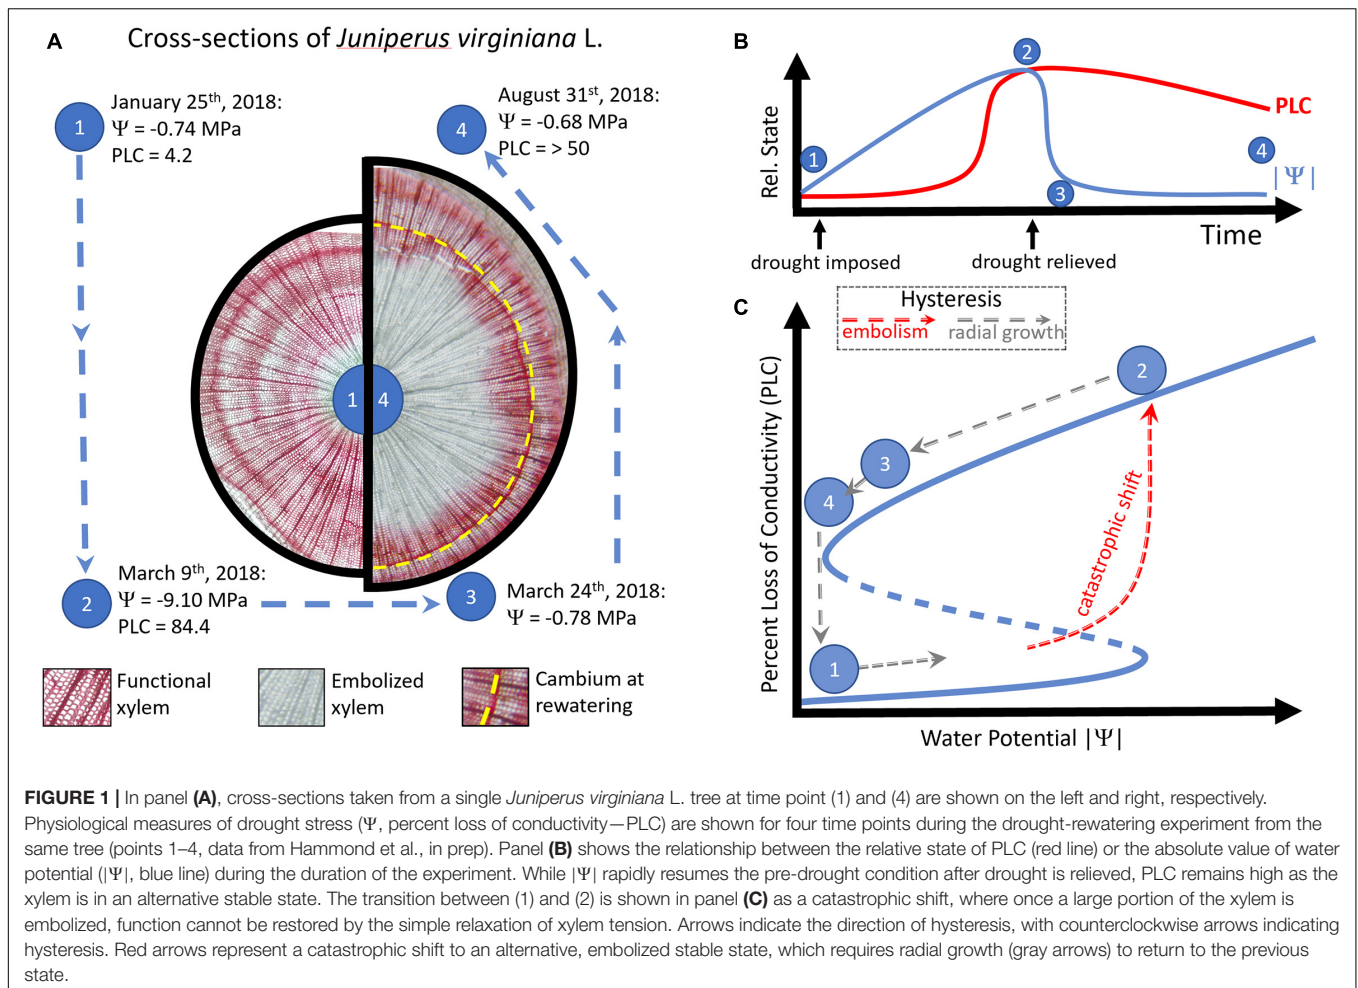 A
Cross-sections of Juniperus virginiana L.
1
January 25th, 2018:
Ψ = -0.74 MPa
PLC = 4.2
4
August 31st, 2018:
Ψ = -0.68 MPa
PLC = > 50
1
4
2
March 9th, 2018:
Ψ = -9.10 MPa
PLC = 84.4
3
March 24th, 2018:
Ψ = -0.78 MPa
Functional
xylem
Embolized
xylem
Cambium at
rewatering
B
Rel. State
1
2
3
4
PLC
|Ψ|
Time
drought imposed
drought relieved
C
Hysteresis
embolism
radial growth
Percent Loss of Conductivity (PLC)
2
3
4
1
catastrophic shift
Water Potential |Ψ|
FIGURE 1 | In panel (A), cross-sections taken from a single Juniperus virginiana L. tree at time point (1) and (4) are shown on the left and right, respectively.
Physiological measures of drought stress (Ψ, percent loss of conductivity—PLC) are shown for four time points during the drought-rewatering experiment from the
same tree (points 1–4, data from Hammond et al., in prep). Panel (B) shows the relationship between the relative state of PLC (red line) or the absolute value of water
potential (|Ψ|, blue line) during the duration of the experiment. While |Ψ| rapidly resumes the pre-drought condition after drought is relieved, PLC remains high as the
xylem is in an alternative stable state. The transition between (1) and (2) is shown in panel (C) as a catastrophic shift, where once a large portion of the xylem is
embolized, function cannot be restored by the simple relaxation of xylem tension. Arrows indicate the direction of hysteresis, with counterclockwise arrows indicating
hysteresis. Red arrows represent a catastrophic shift to an alternative, embolized stable state, which requires radial growth (gray arrows) to return to the previous
state.